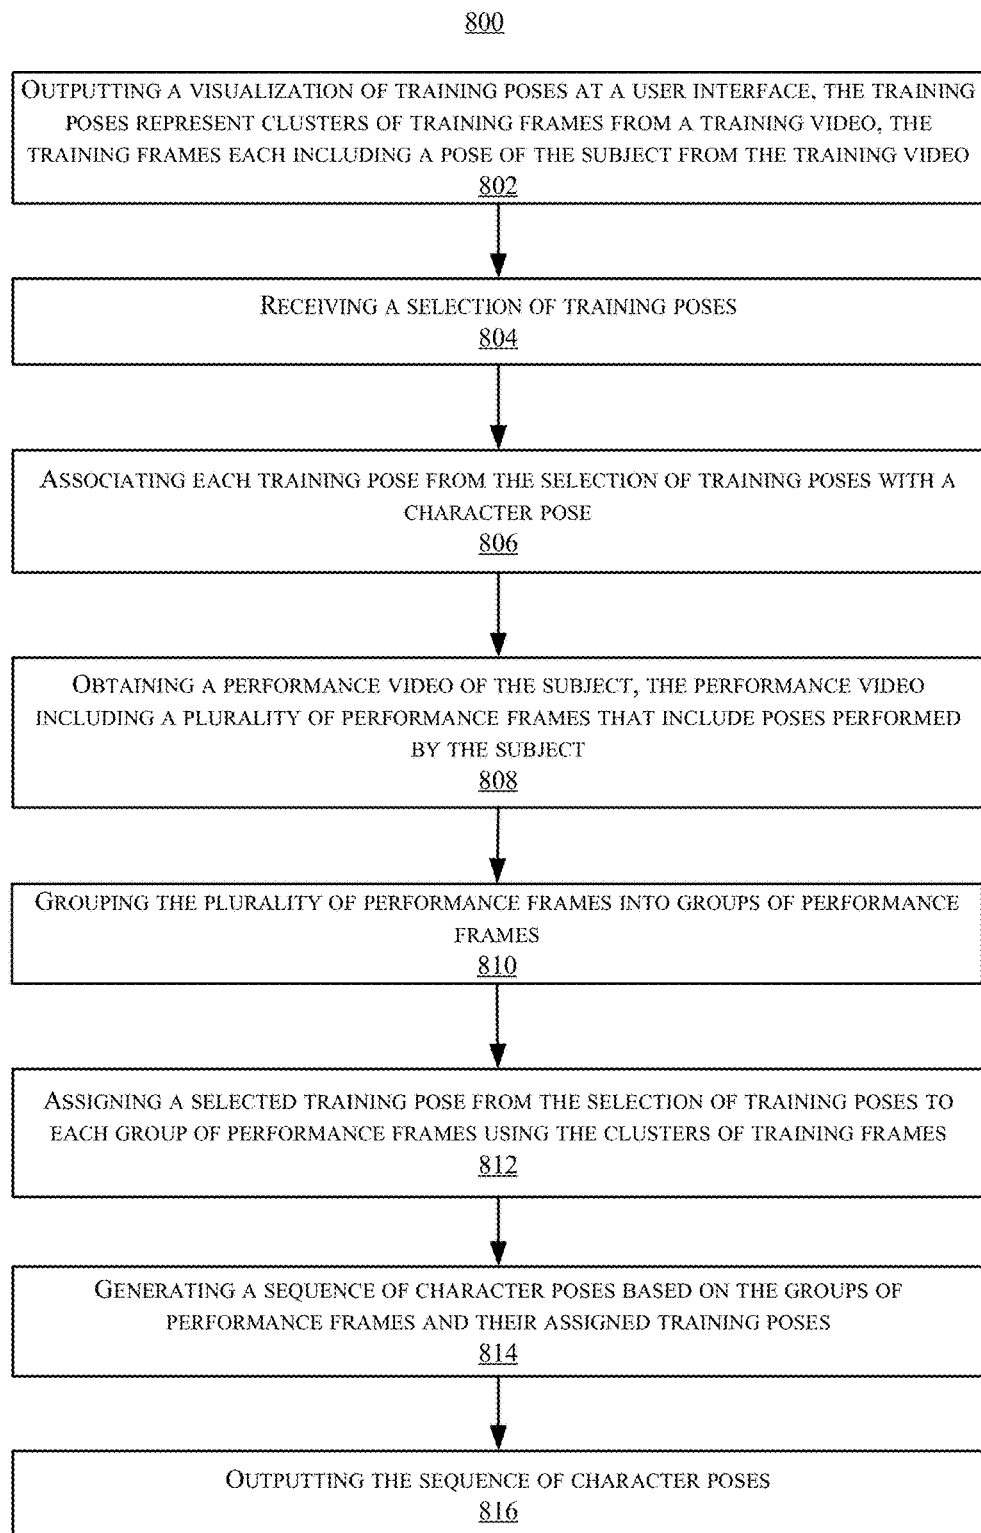 800
OUTPUTTING A VISUALIZATION OF TRAINING POSES AT A USER INTERFACE, THE TRAINING
POSES REPRESENT CLUSTERS OF TRAINING FRAMES FROM A TRAINING VIDEO, THE
TRAINING FRAMES EACH INCLUDING A POSE OF THE SUBJECT FROM THE TRAINING VIDEO
802
RECEIVING A SELECTION OF TRAINING POSES
804
ASSOCIATING EACH TRAINING POSE FROM THE SELECTION OF TRAINING POSES WITH A
CHARACTER POSE
806
OBTAINING A PERFORMANCE VIDEO OF THE SUBJECT, THE PERFORMANCE VIDEO
INCLUDING A PLURALITY OF PERFORMANCE FRAMES THAT INCLUDE POSES PERFORMED
BY THE SUBJECT
808
GROUPING THE PLURALITY OF PERFORMANCE FRAMES INTO GROUPS OF PERFORMANCE
FRAMES
810
ASSIGNING A SELECTED TRAINING POSE FROM THE SELECTION OF TRAINING POSES TO
EACH GROUP OF PERFORMANCE FRAMES USING THE CLUSTERS OF TRAINING FRAMES
812
GENERATING A SEQUENCE OF CHARACTER POSES BASED ON THE GROUPS OF
PERFORMANCE FRAMES AND THEIR ASSIGNED TRAINING POSES
814
OUTPUTTING THE SEQUENCE OF CHARACTER POSES
816